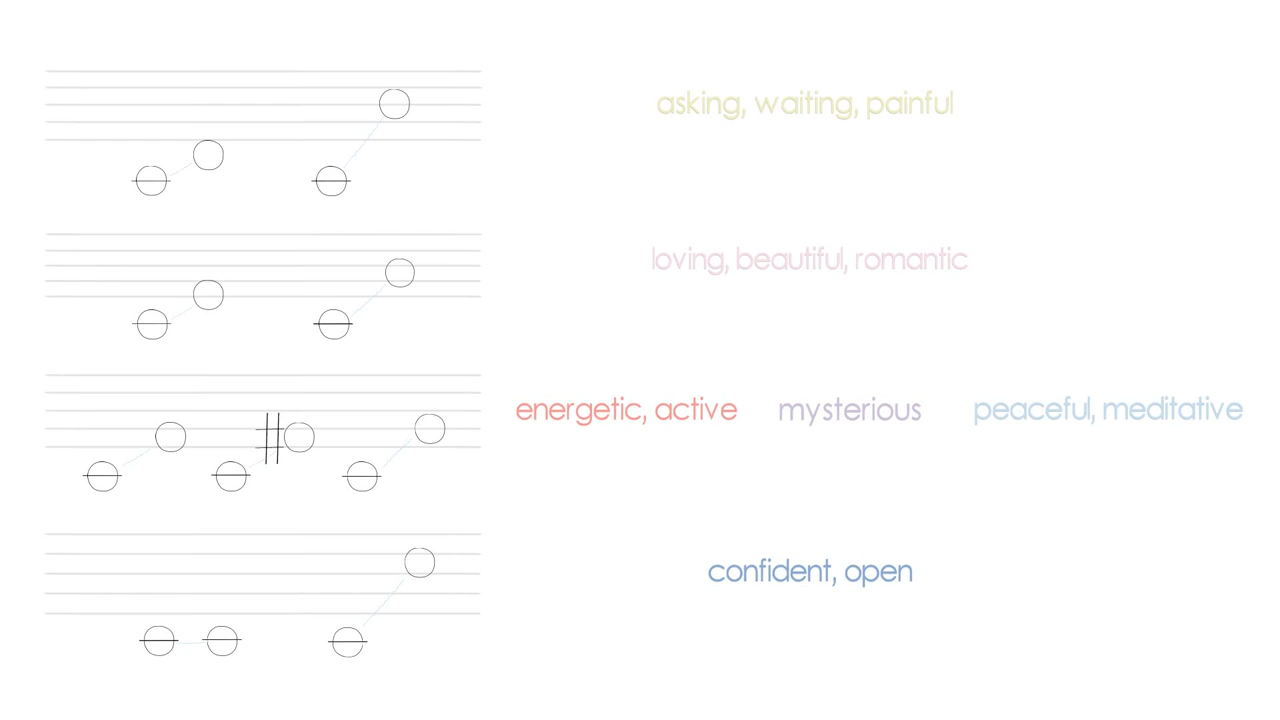 asking, waiting, painful
loving, beautiful, romantic
energetic, active mysterious peaceful, meditative
confident, open